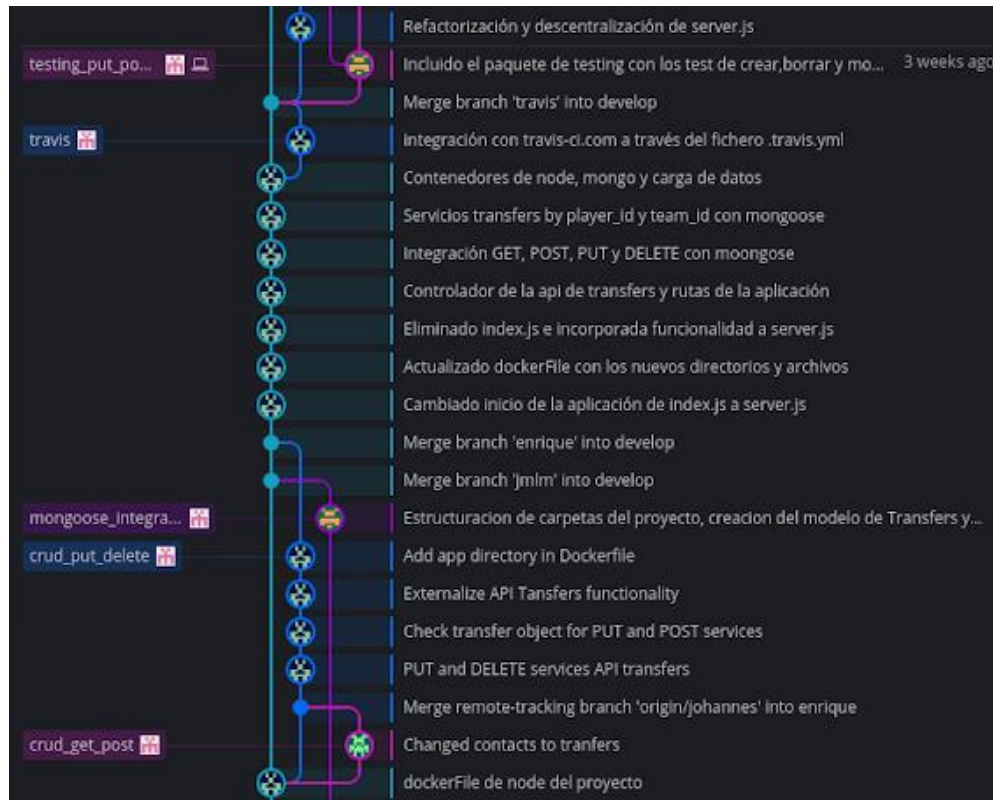 Refactorización y descentralización de server.js
testing_put_po... Incluido el paquete de testing con los test de crear,borrar y mo... 3 weeks ago
Merge branch 'travis' into develop
travis Integración con travis-ci.com a través del fichero .travis.yml
Contenedores de node, mongo y carga de datos
Servicios transfers by player_id y team_id con mongoose
Integración GET, POST, PUT y DELETE con moongose
Controlador de la api de transfers y rutas de la aplicación
Eliminado index.js e incorporada funcionalidad a server.js
Actualizado dockerFile con los nuevos directorios y archivos
Cambiado inicio de la aplicación de index.js a server.js
Merge branch 'enrique' into develop
Merge branch 'jmlm' into develop
mongoose_integra... Estructuracion de carpetas del proyecto, creacion del modelo de Transfers y...
crud_put_delete Add app directory in Dockerfile
Externalize API Tansfers functionality
Check transfer object for PUT and POST services
PUT and DELETE services API transfers
Merge remote-tracking branch 'origin/johannes' into enrique
crud_get_post Changed contacts to tranfers
dockerFile de node del proyecto